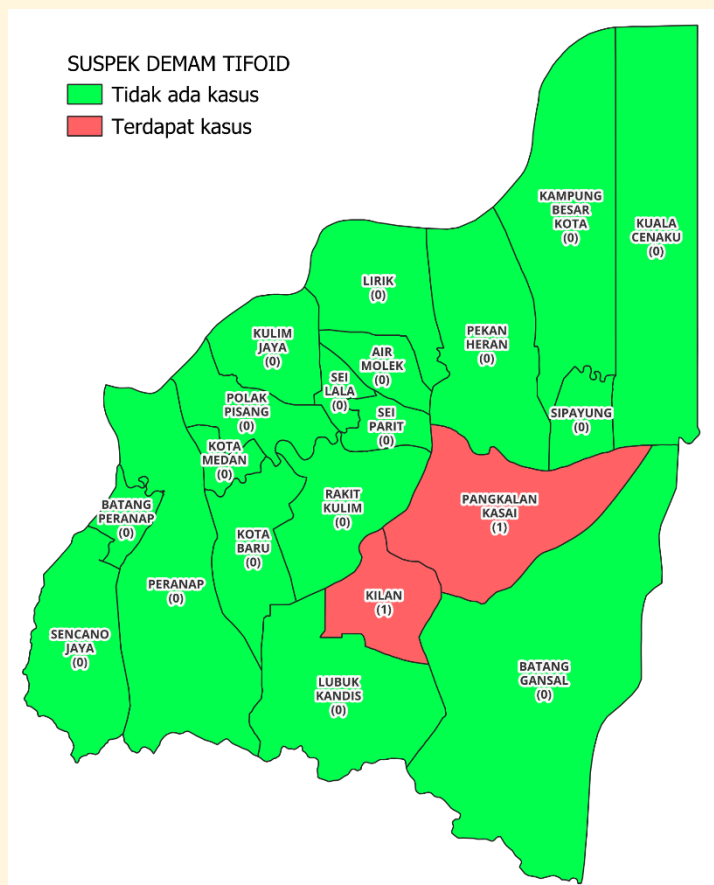 SUSPEK DEMAM TIFOID
Tidak ada kasus
Terdapat kasus
KAMPUNG
BESAR
KOTA
(0)
KUALA
CENAKU
(0)
LIRIK
(0)
PEKAN
HERAN
(0)
KULIM
JAYA
(0)
AIR
MOLEK
(0)
SEI
LALA
(0)
POLAK
PISANG
(0)
SEI
PARIT
(0)
SIPAYUNG
(0)
KOTA
MEDAN
(0)
RAKIT
KULIM
(0)
PANGKALAN
KASAI
(1)
BATANG
PERANAP
(0)
KOTA
BARU
(0)
PERANAP
(0)
KILAN
(1)
SENCANO
JAYA
(0)
LUBUK
KANDIS
(0)
BATANG
GANSAL
(0)